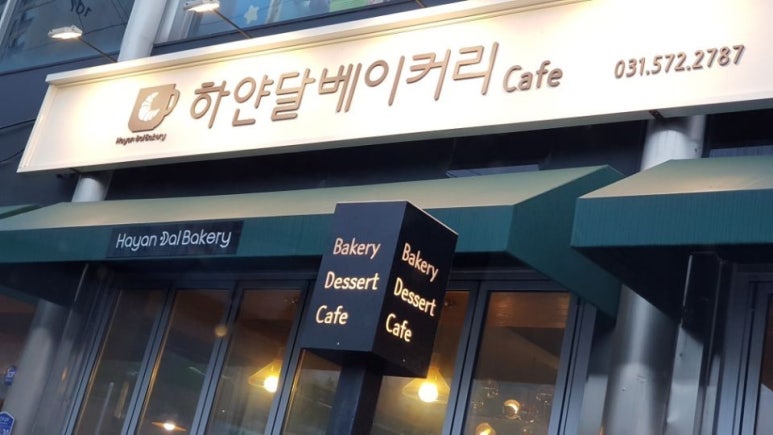 하얀달베이커리 Cafe 031.572.2787
Hayan Dal Bakery
Hayan Dal Bakery
Bakery
Dessert
Cafe
Bakery
Dessert
Cafe